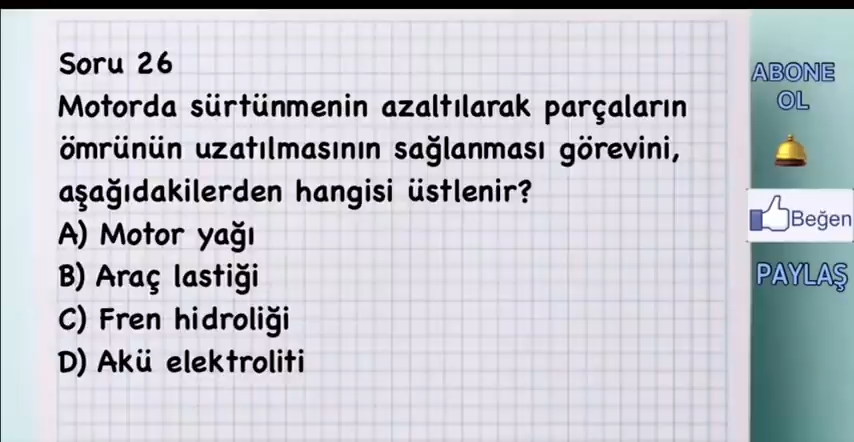 Soru 26
Motorda sürtünmenin azaltılarak parçaların
ömrünün uzatılmasının sağlanması görevini,
aşağıdakilerden hangisi üstlenir?
A) Motor yağı
B) Araç lastiği
C) Fren hidroliği
D) Akü elektroliti
ABONE
OL
Beğen
PAYLAŞ